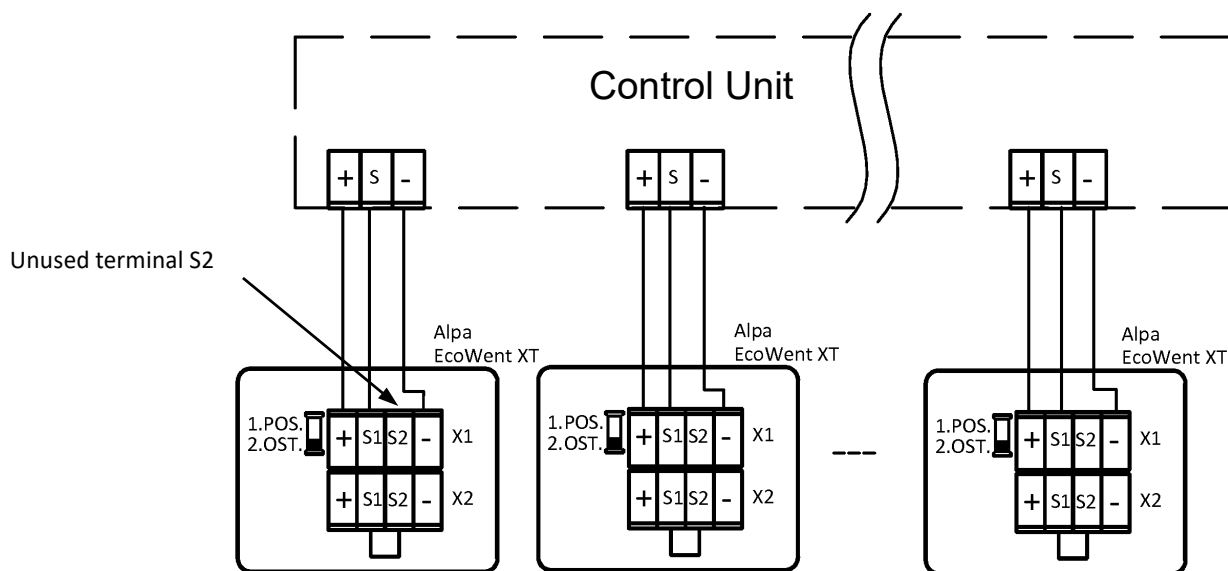 Control Unit
+ S -
+ S -
+ S -
Unused terminal S2
Alpa
EcoWent XT
Alpa
EcoWent XT
Alpa
EcoWent XT
1.POS.
2.OST.
+ S1 S2 - X1
+ S1 S2 - X2
1.POS.
2.OST.
+ S1 S2 - X1
+ S1 S2 - X2
1.POS.
2.OST.
+ S1 S2 - X1
+ S1 S2 - X2